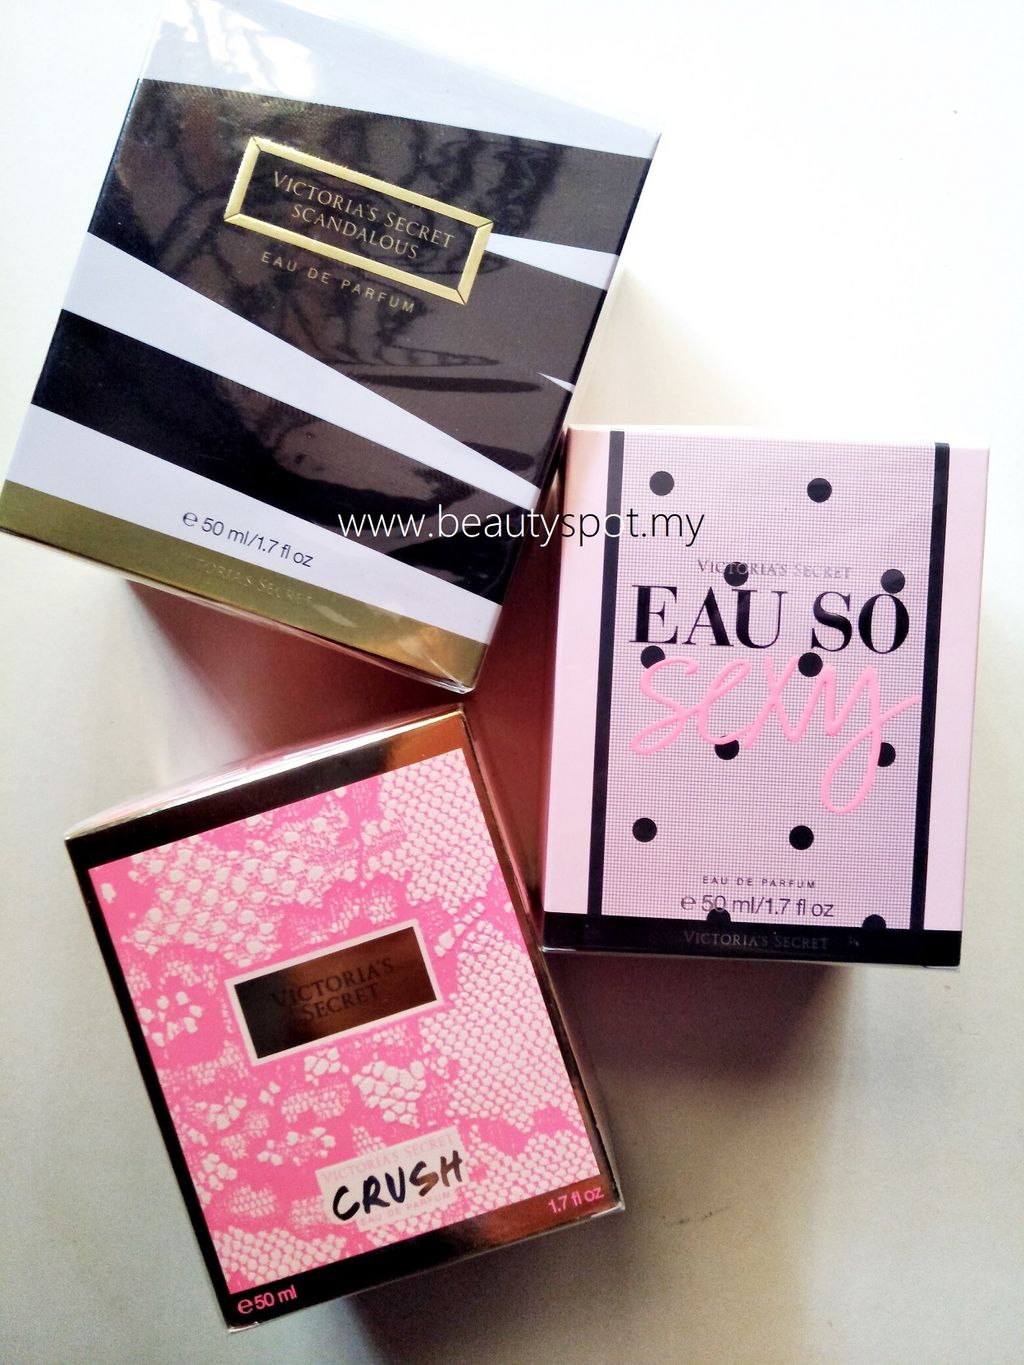 VICTORIA'S SECRET
SCANDALOUS
EAU DE PARFUM
℮ 50 ml/1.7 fl oz
TORIA'S SECRET
www.beautyspot.my
VICTORIA'S SECRET
EAU SO
sexy
EAU DE PARFUM
℮ 50 ml/1.7 fl oz
VICTORIA'S SECRET
VICTORIA'S
SECRET
VICTORIA'S SECRET
CRUSH
EAU DE PARFUM
1.7 fl oz
℮ 50 ml